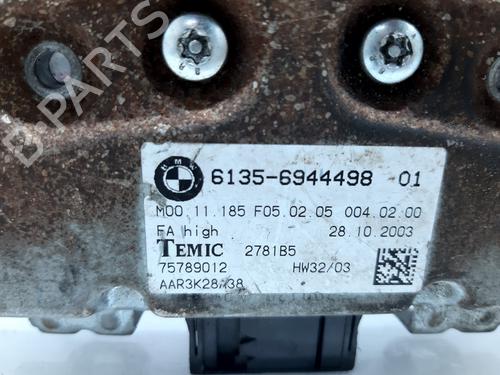 B-PARTS
BMW
6135-6944498 01
M00.11.185 F05.02.05 004.02.00
FA high 28.10.2003
TEMIC 2781B5
75789012 HW32/03
AAR3K28A38